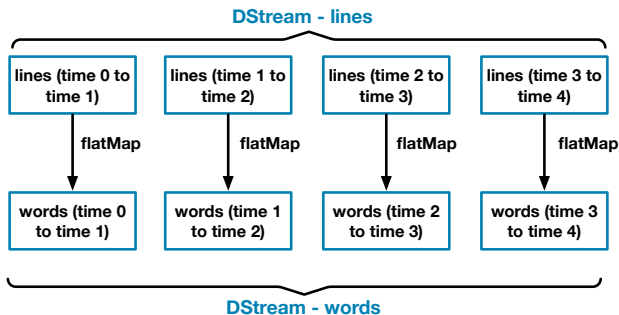 DStream - lines
lines (time 0 to
time 1)
lines (time 1 to
time 2)
lines (time 2 to
time 3)
lines (time 3 to
time 4)
flatMap
flatMap
flatMap
flatMap
words (time 0
to time 1)
words (time 1
to time 2)
words (time 2
to time 3)
words (time 3
to time 4)
DStream - words